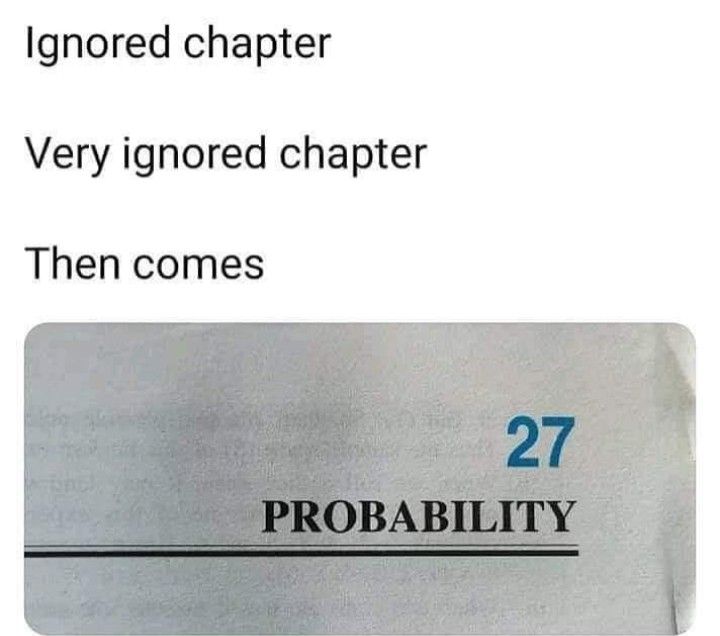 Ignored chapter
Very ignored chapter
Then comes
27
PROBABILITY